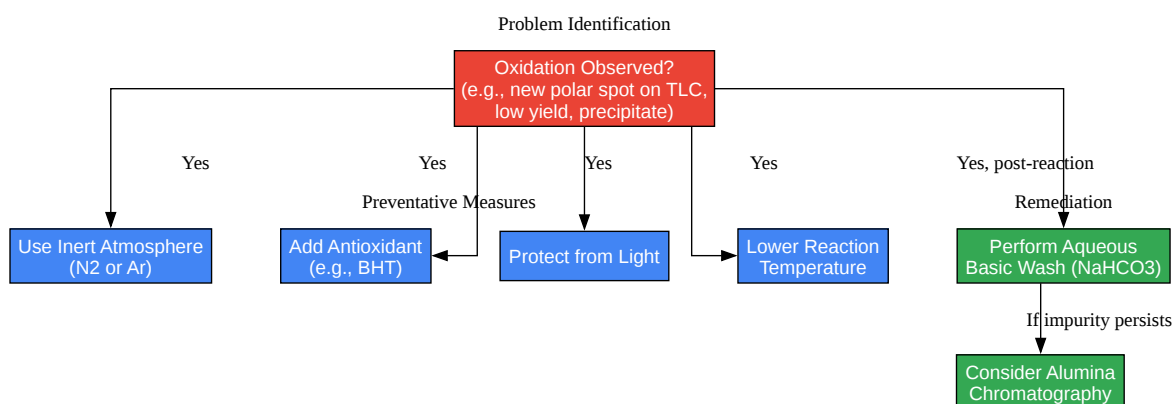 Problem Identification
Oxidation Observed?
(e.g., new polar spot on TLC,
low yield, precipitate)
Yes
Yes
Yes
Yes
Yes, post-reaction
Preventative Measures
Remediation
Use Inert Atmosphere
(N2 or Ar)
Add Antioxidant
(e.g., BHT)
Protect from Light
Lower Reaction
Temperature
Perform Aqueous
Basic Wash (NaHCO3)
If impurity persists
Consider Alumina
Chromatography